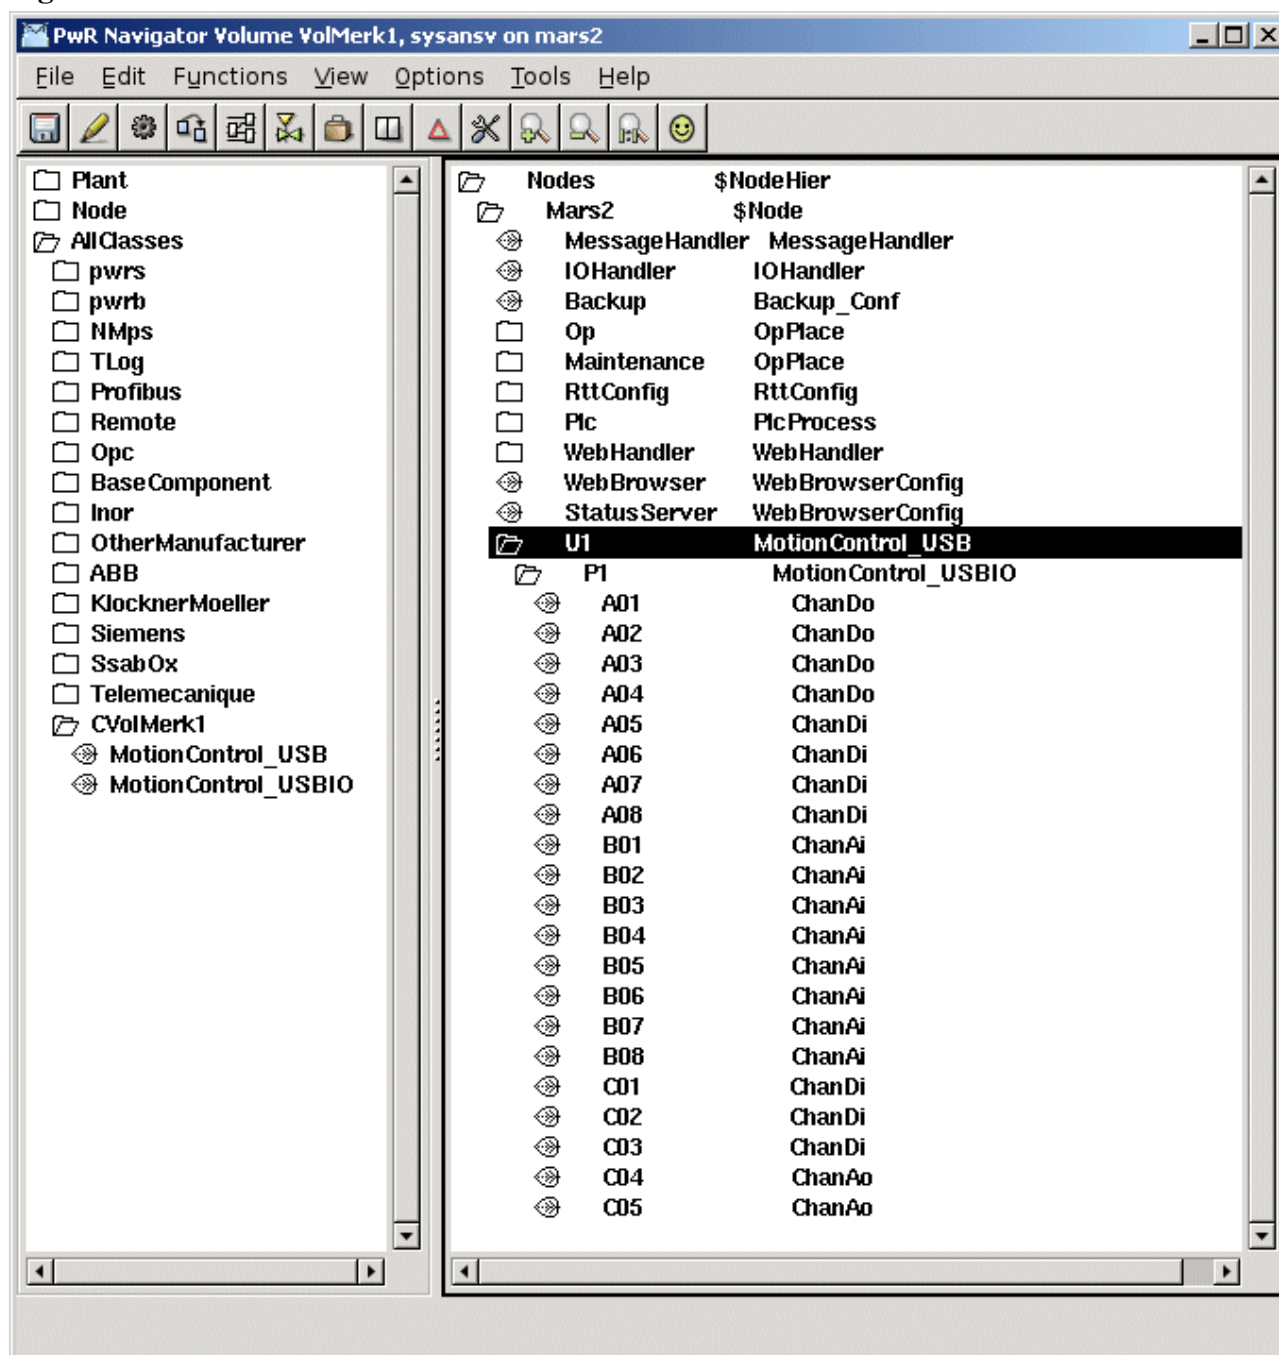 PwR Navigator Volume VolMerk1, sysansv on mars2
File Edit Functions View Options Tools Help
Plant
Node
AllClasses
pwrs
pwrb
NMps
TLog
Profibus
Remote
Opc
BaseComponent
Inor
OtherManufacturer
ABB
KlocknerMoeller
Siemens
SsabOx
Telemecanique
CVolMerk1
MotionControl_USB
MotionControl_USBIO
Nodes $NodeHier
Mars2 $Node
MessageHandler MessageHandler
IOHandler IOHandler
Backup Backup_Conf
Op OpPlace
Maintenance OpPlace
RttConfig RttConfig
Plc PlcProcess
WebHandler WebHandler
WebBrowser WebBrowserConfig
StatusServer WebBrowserConfig
U1 MotionControl_USB
P1 MotionControl_USBIO
A01 ChanDo
A02 ChanDo
A03 ChanDo
A04 ChanDo
A05 ChanDi
A06 ChanDi
A07 ChanDi
A08 ChanDi
B01 ChanAi
B02 ChanAi
B03 ChanAi
B04 ChanAi
B05 ChanAi
B06 ChanAi
B07 ChanAi
B08 ChanAi
C01 ChanDi
C02 ChanDi
C03 ChanDi
C04 ChanAo
C05 ChanAo